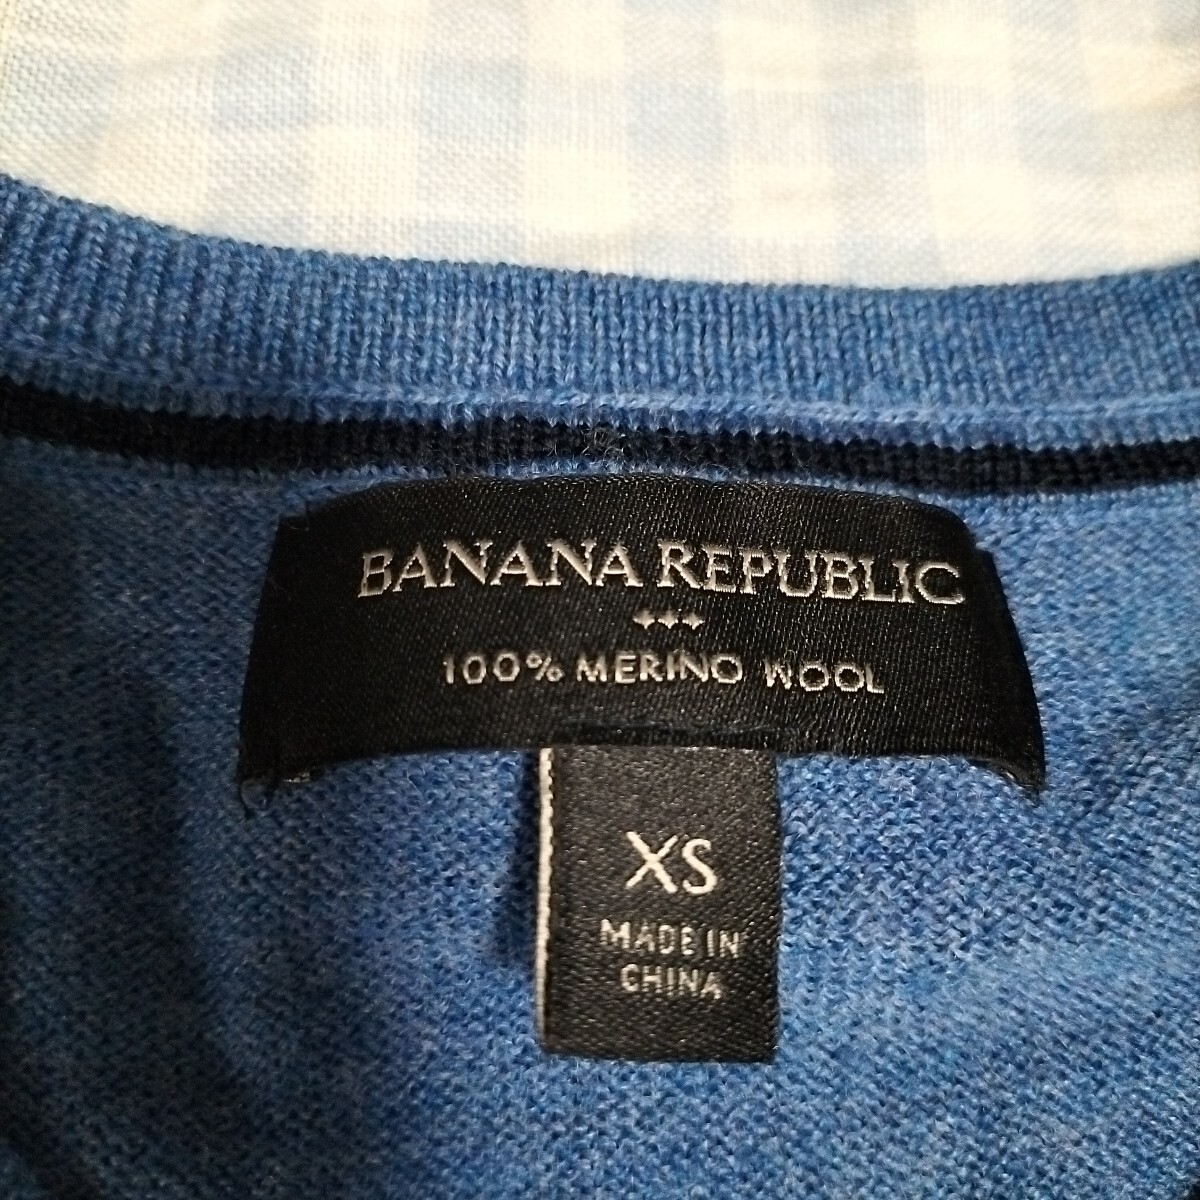 BANANA REPUBLIC
100% MERINO WOOL
XS
MADE IN
CHINA